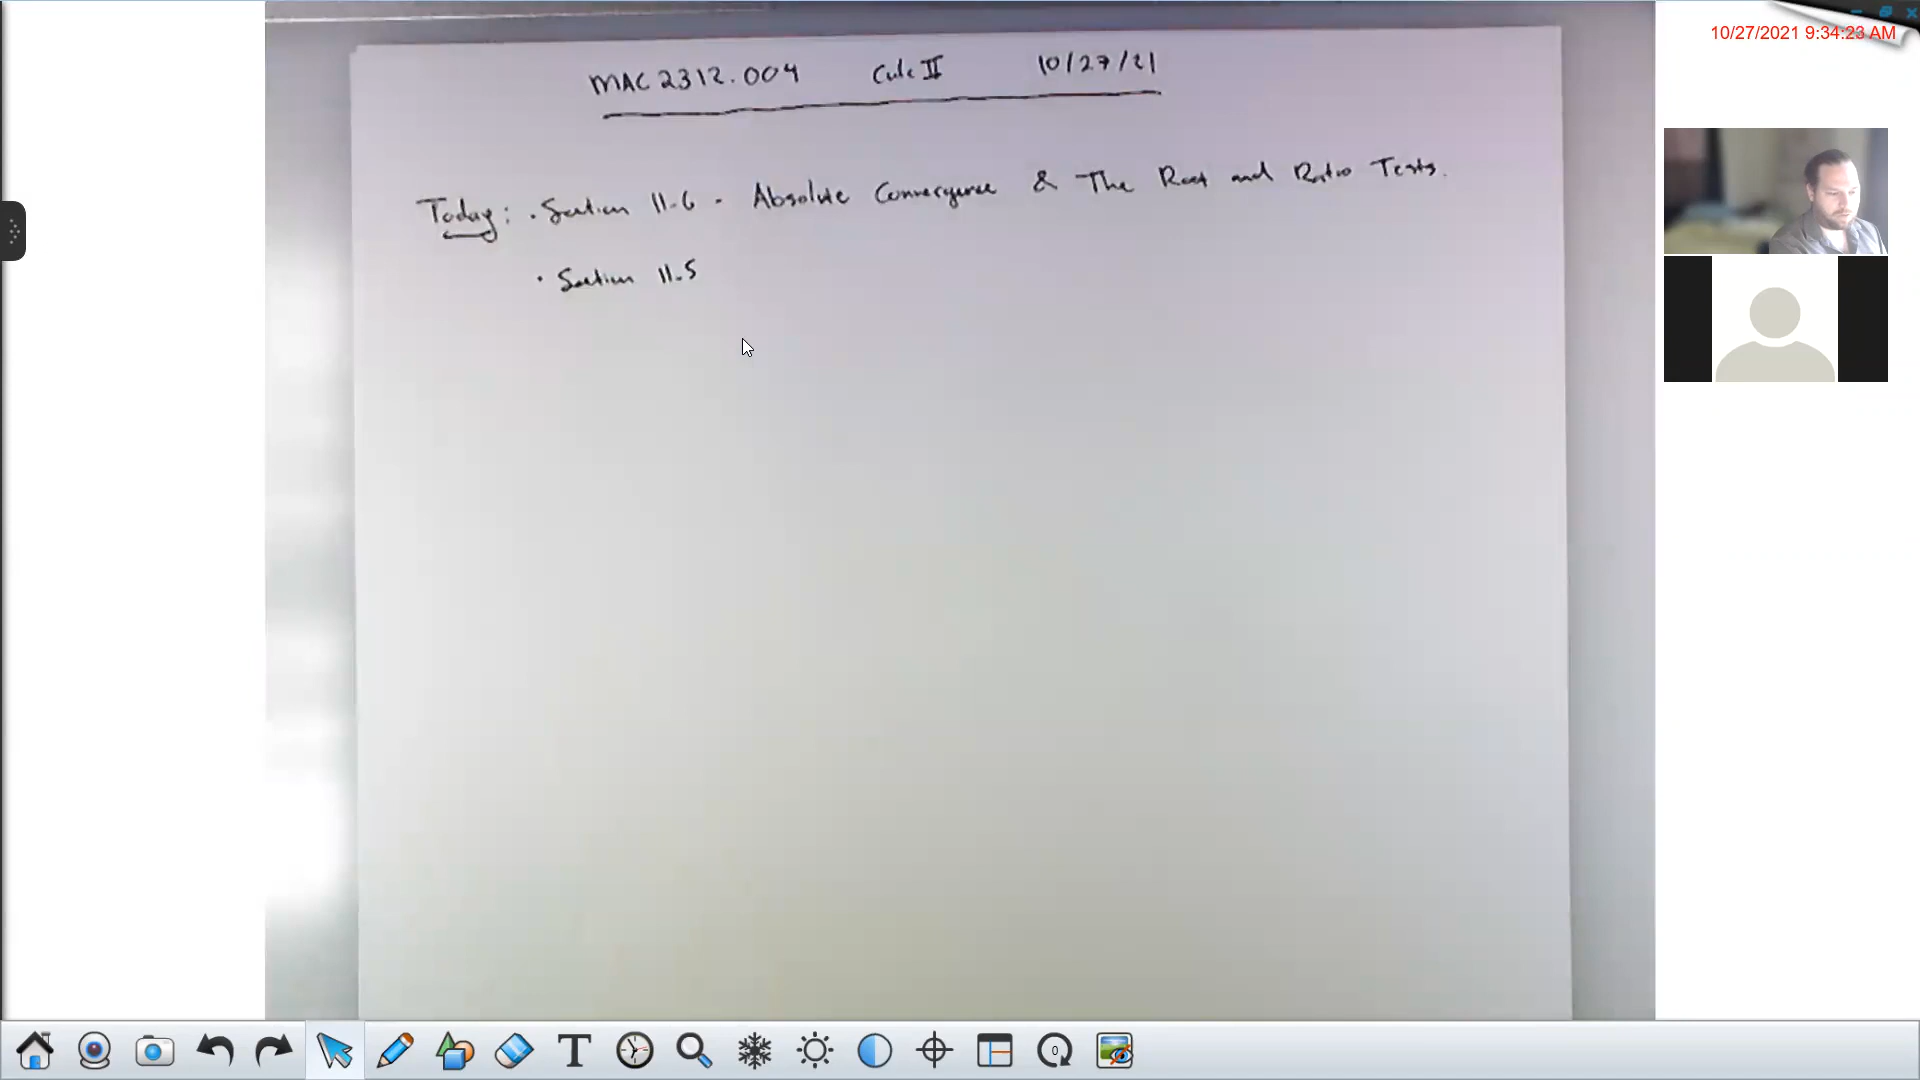 10/27/2021 9:34:23 AM
MAC 2312.004 Calc II 10/27/21
Today: · Section 11.6 - Absolute Convergence & The Root and Ratio Tests.
· Section 11.5
T
0